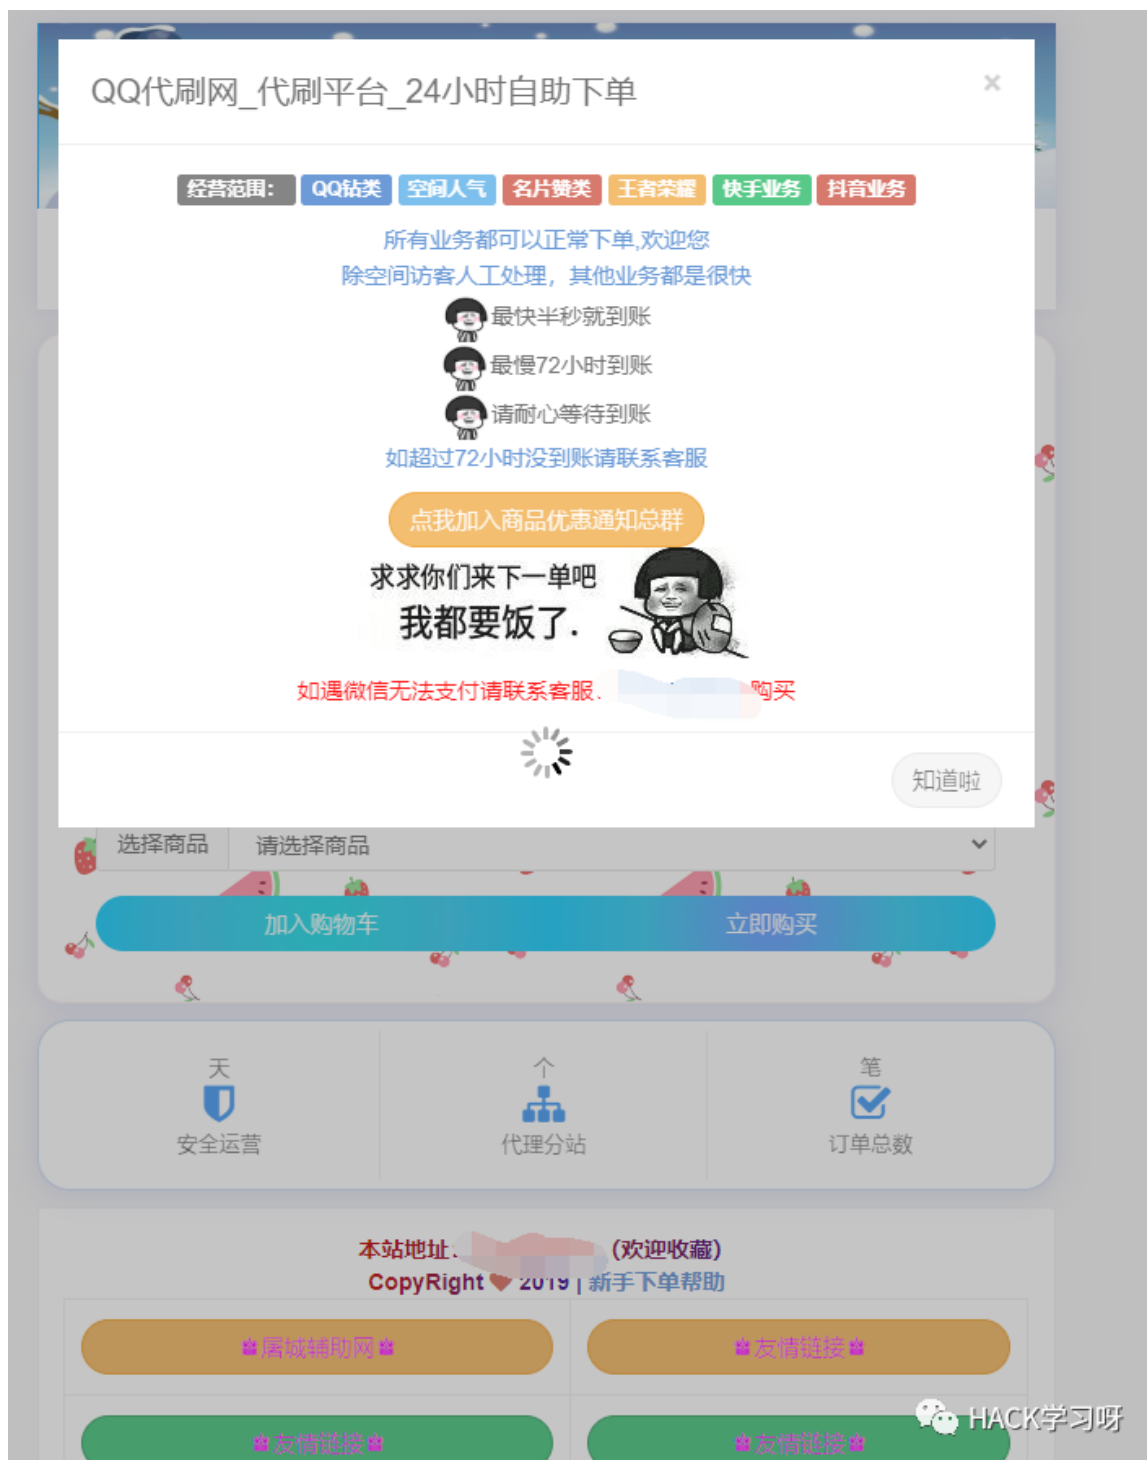 QQ代刷网_代刷平台_24小时自助下单
×
经营范围： QQ钻类 空间人气 名片赞类 王者荣耀 快手业务 抖音业务
所有业务都可以正常下单,欢迎您
除空间访客人工处理，其他业务都是很快
最快半秒就到账
最慢72小时到账
请耐心等待到账
如超过72小时没到账请联系客服
点我加入商品优惠通知总群
求求你们来下一单吧
我都要饭了.
如遇微信无法支付请联系客服、 购买
知道啦
选择商品 请选择商品
加入购物车 立即购买
天 个 笔
安全运营 代理分站 订单总数
本站地址: (欢迎收藏)
CopyRight ❤ 2019 | 新手下单帮助
屠城辅助网 友情链接
友情链接 友情链接
HACK学习呀